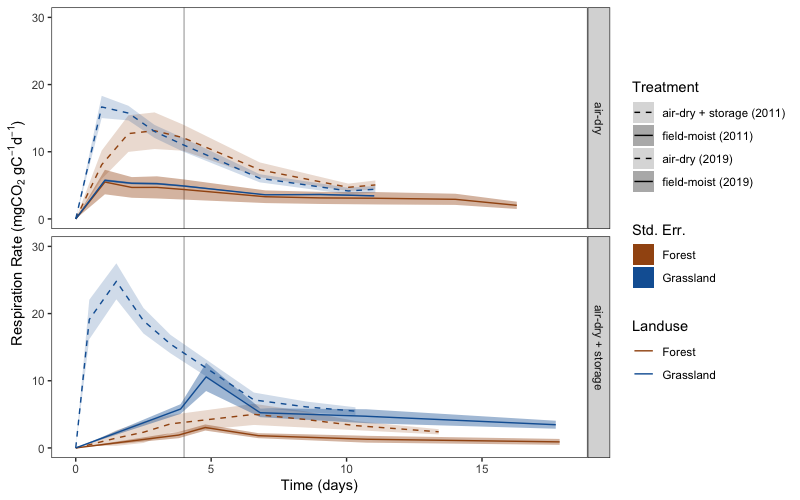 Respiration Rate (mgCO₂ gC⁻¹d⁻¹)
30
20
10
0
air-dry
30
20
10
0
air-dry + storage
0 5 10 15
Time (days)
Treatment
air-dry + storage (2011)
field-moist (2011)
air-dry (2019)
field-moist (2019)
Std. Err.
Forest
Grassland
Landuse
Forest
Grassland